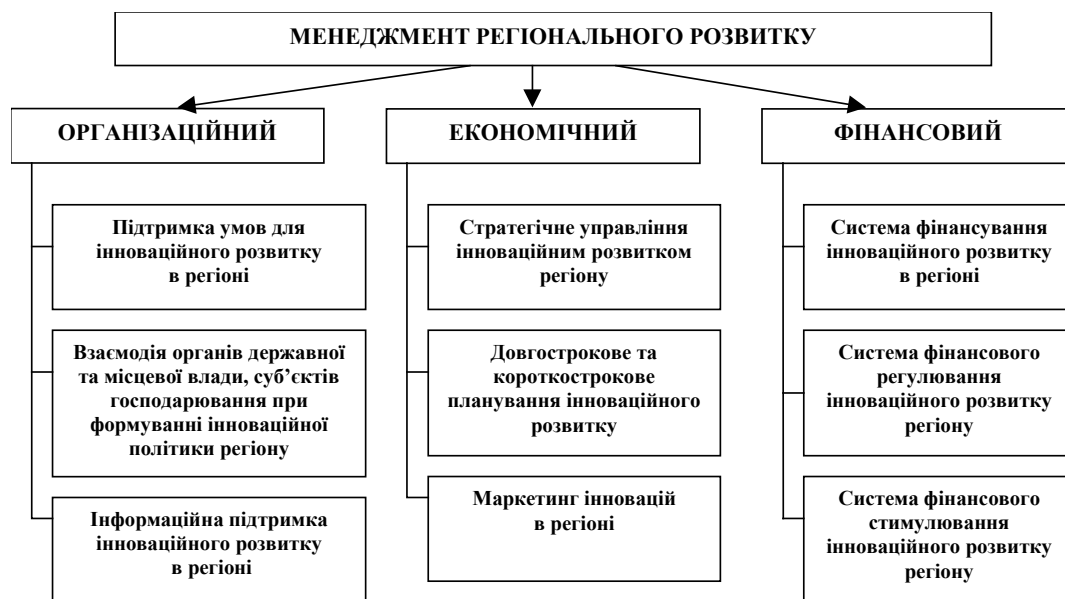 МЕНЕДЖМЕНТ РЕГІОНАЛЬНОГО РОЗВИТКУ
ОРГАНІЗАЦІЙНИЙ
Підтримка умов для
інноваційного розвитку
в регіоні
Взаємодія органів державної
та місцевої влади, суб’єктів
господарювання при
формуванні інноваційної
політики регіону
Інформаційна підтримка
інноваційного розвитку
в регіоні
ЕКОНОМІЧНИЙ
Стратегічне управління
інноваційним розвитком
регіону
Довгострокове та
короткострокове
планування інноваційного
розвитку
Маркетинг інновацій
в регіоні
ФІНАНСОВИЙ
Система фінансування
інноваційного розвитку
в регіоні
Система фінансового
регулювання
інноваційного розвитку
регіону
Система фінансового
стимулювання
інноваційного розвитку
регіону